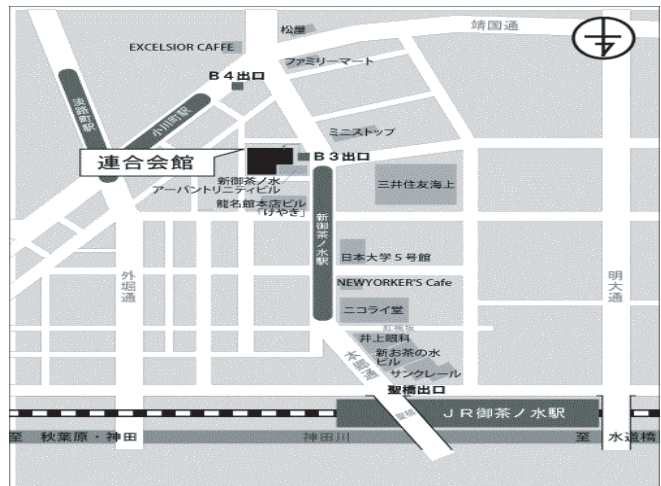 松屋
靖国通
EXCELSIOR CAFFE
ファミリーマート
B4出口
淡路町駅
小川町駅
ミニストップ
連合会館
B3出口
新御茶ノ水
アーバントリニティビル
三井住友海上
龍名館本店ビル
「けやき」
新御茶ノ水駅
外堀通
日本大学5号館
明大通
NEWYORKER'S Cafe
ニコライ堂
紅梅坂
井上眼科
本郷通
新お茶の水
ビル
サンクレール
聖橋出口
聖橋
JR御茶ノ水駅
至 秋葉原・神田
神田川
至 水道橋